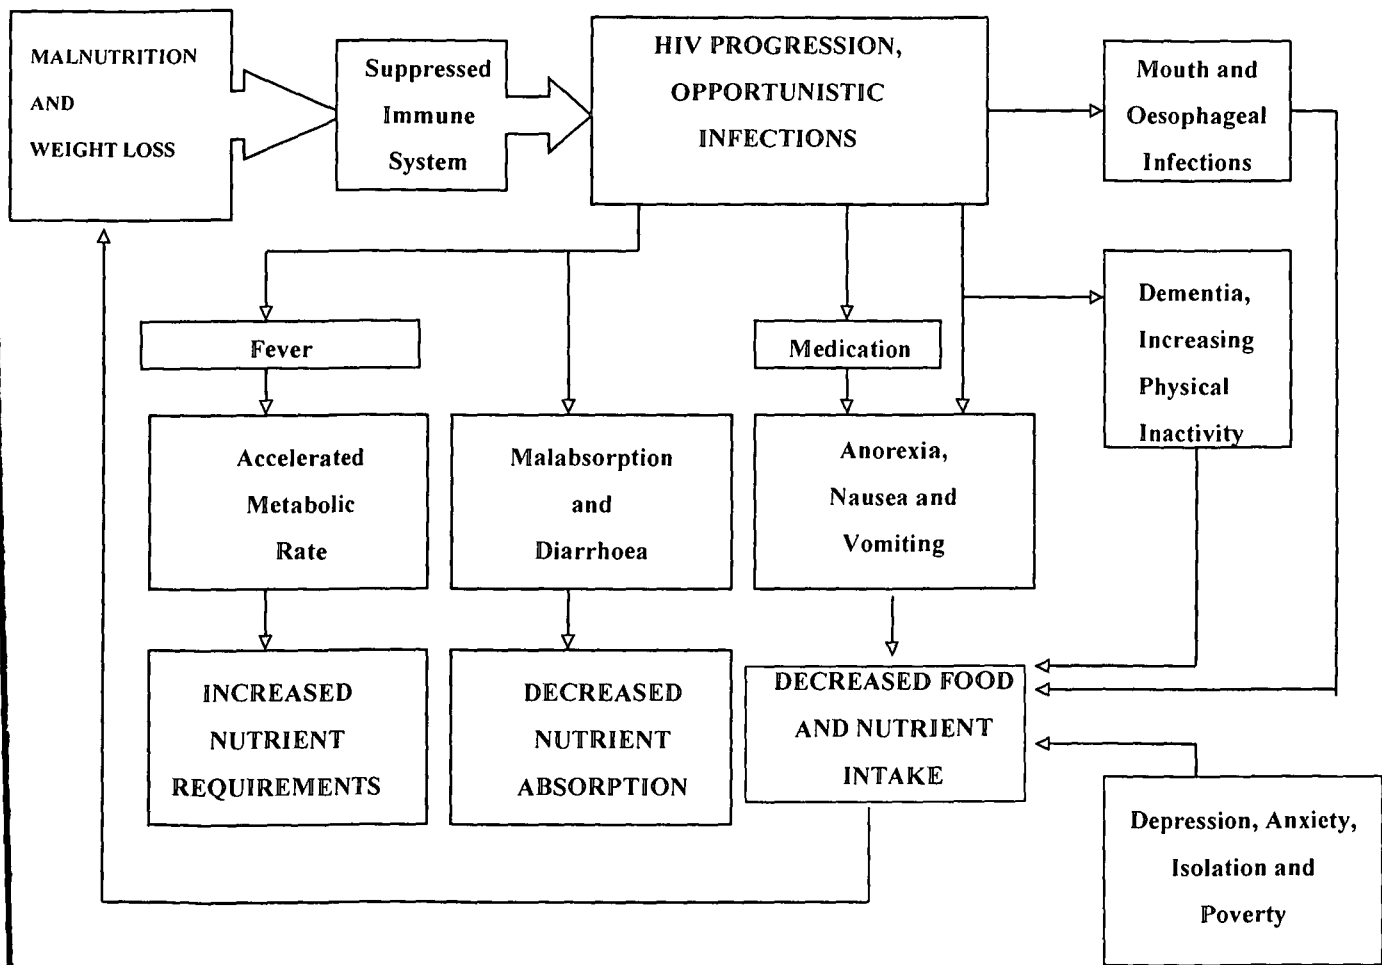 MALNUTRITION
AND
WEIGHT LOSS
Suppressed
Immune
System
HIV PROGRESSION,
OPPORTUNISTIC
INFECTIONS
Mouth and
Oesophageal
Infections
Dementia,
Increasing
Physical
Inactivity
Fever
Medication
Accelerated
Metabolic
Rate
Malabsorption
and
Diarrhoea
Anorexia,
Nausea and
Vomiting
INCREASED
NUTRIENT
REQUIREMENTS
DECREASED
NUTRIENT
ABSORPTION
DECREASED FOOD
AND NUTRIENT
INTAKE
Depression, Anxiety,
Isolation and
Poverty